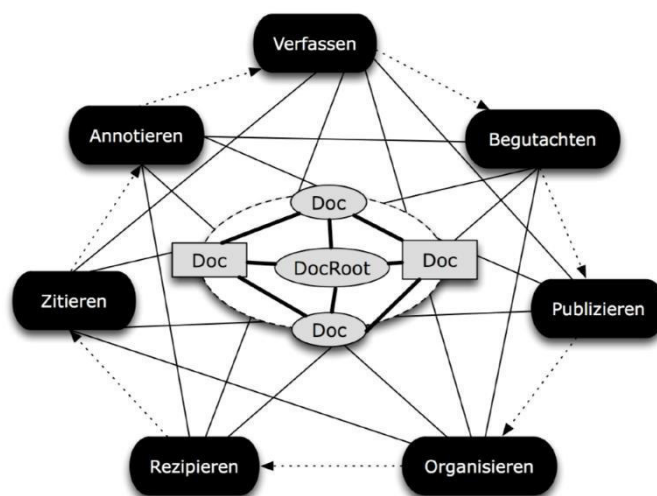 Verfassen
Annotieren
Begutachten
Doc
Doc
DocRoot
Doc
Zitieren
Publizieren
Doc
Rezipieren
Organisieren